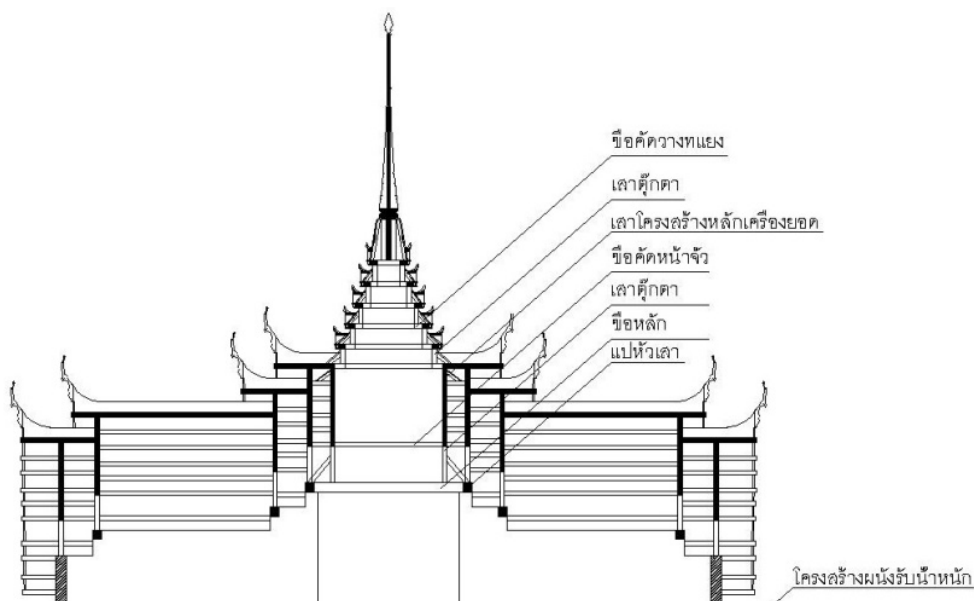 ขื่อคัดวางทแยง
เสาตุ๊กตา
เสาโครงสร้างหลักเครื่องยอด
ขื่อคัดหน้าจั่ว
เสาตุ๊กตา
ขื่อหลัก
แปหัวเสา
โครงสร้างผนังรับน้ำหนัก